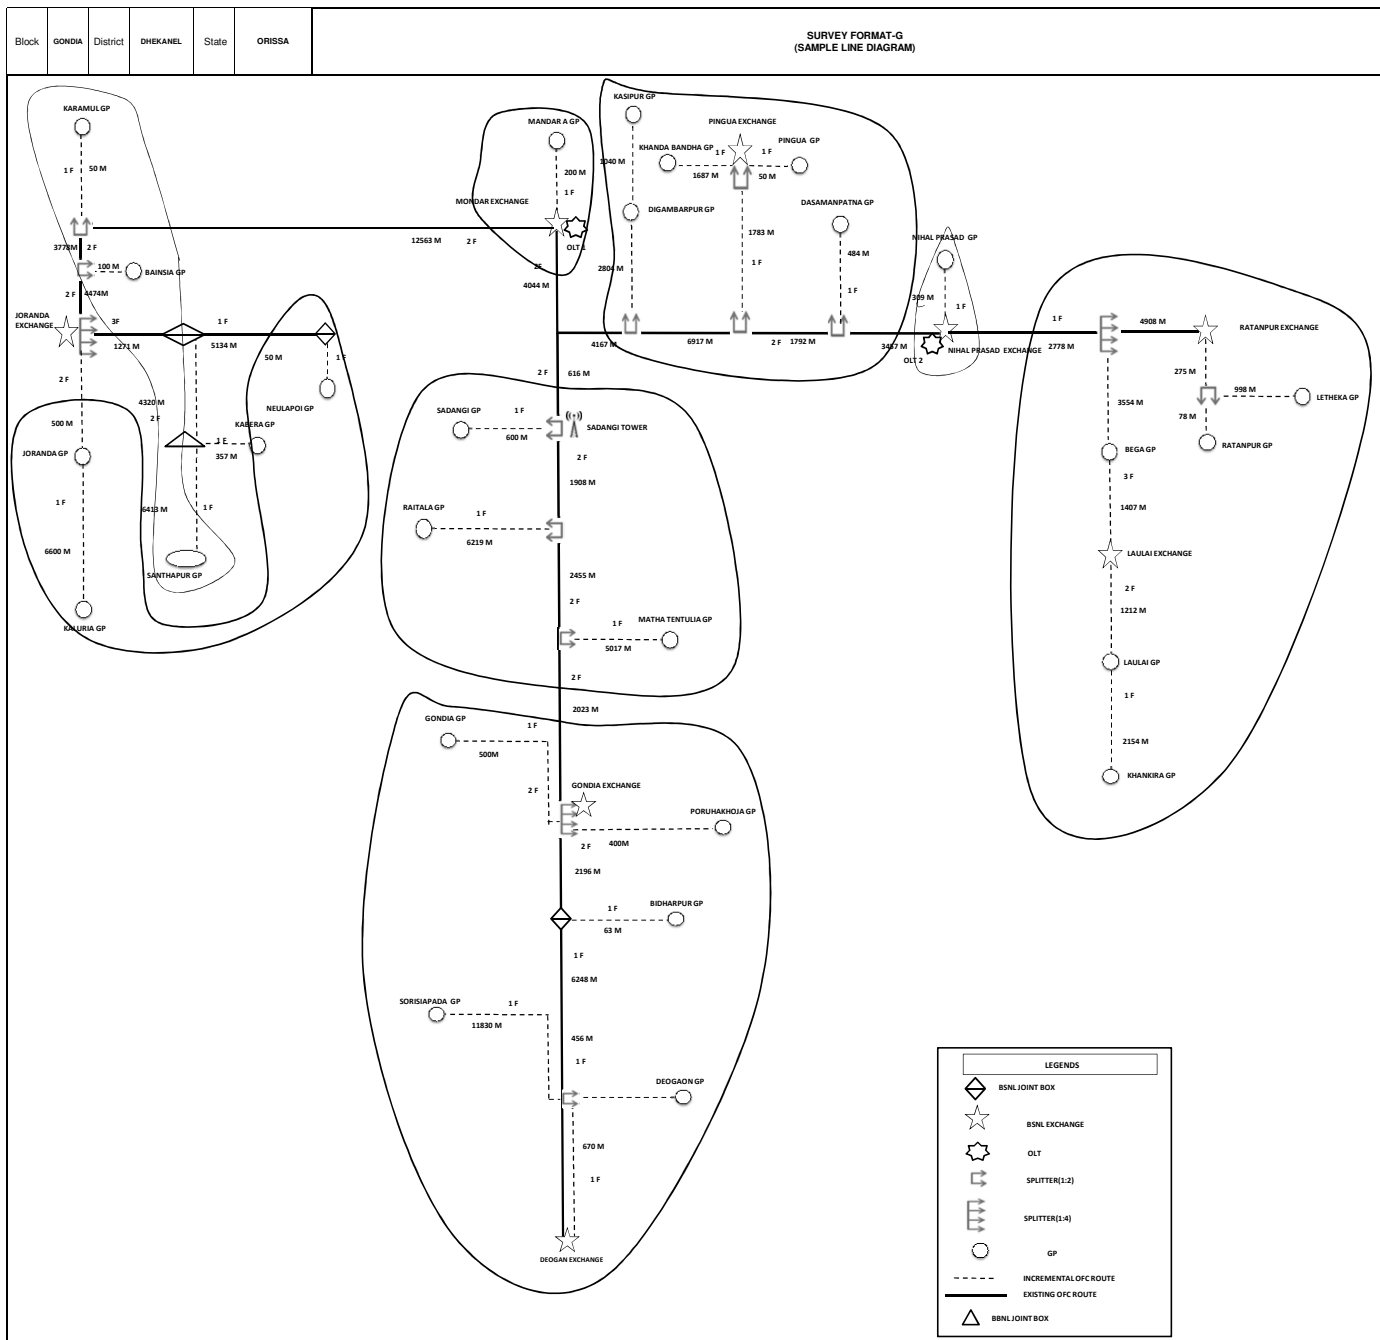 Block GONDIA District DHEKANEL State ORISSA
SURVEY FORMAT-G
(SAMPLE LINE DIAGRAM)
KARAMUL GP
1 F 50 M
3778M 2 F
100 M BAINSIA GP
2 F 4474M
JORANDA
EXCHANGE
3F
1271 M
1 F
5134 M
50 M
1 F
NEULAPOI GP
2 F
500 M
JORANDA GP
1 F
6600 M
KALURIA GP
4320 M
2 F
KABERA GP
1 F
357 M
6413 M
1 F
SANTHAPUR GP
12563 M 2 F
MANDAR A GP
200 M
1 F
MONDAR EXCHANGE
OLT 1
2F
4044 M
KASIPUR GP
1040 M
DIGAMBARPUR GP
2804 M
PINGUA EXCHANGE
KHANDA BANDHA GP
1 F
1687 M
1 F
50 M
PINGUA GP
1783 M
1 F
DASAMANPATNA GP
484 M
1 F
4167 M
6917 M
2 F 1792 M
3457 M
NIHAL PRASAD GP
309 M
1 F
OLT 2
NIHAL PRASAD EXCHANGE
1 F
2778 M
4908 M
RATANPUR EXCHANGE
275 M
998 M
LETHEKA GP
78 M
RATANPUR GP
3554 M
BEGA GP
3 F
1407 M
LAULAI EXCHANGE
2 F
1212 M
LAULAI GP
1 F
2154 M
KHANKIRA GP
2 F 616 M
SADANGI GP
1 F
600 M
SADANGI TOWER
2 F
1908 M
RAITALA GP
1 F
6219 M
2455 M
2 F
MATHA TENTULIA GP
1 F
5017 M
2 F
2023 M
GONDIA GP
1 F
500M
2 F
GONDIA EXCHANGE
PORUHAKHOJA GP
2 F 400M
2196 M
BIDHARPUR GP
1 F
63 M
1 F
6248 M
SORISIAPADA GP
1 F
11830 M
456 M
1 F
DEOGAON GP
670 M
1 F
DEOGAN EXCHANGE
LEGENDS
BSNL JOINT BOX
BSNL EXCHANGE
OLT
SPLITTER(1:2)
SPLITTER(1:4)
GP
INCREMENTAL OFC ROUTE
EXISTING OFC ROUTE
BBNL JOINT BOX